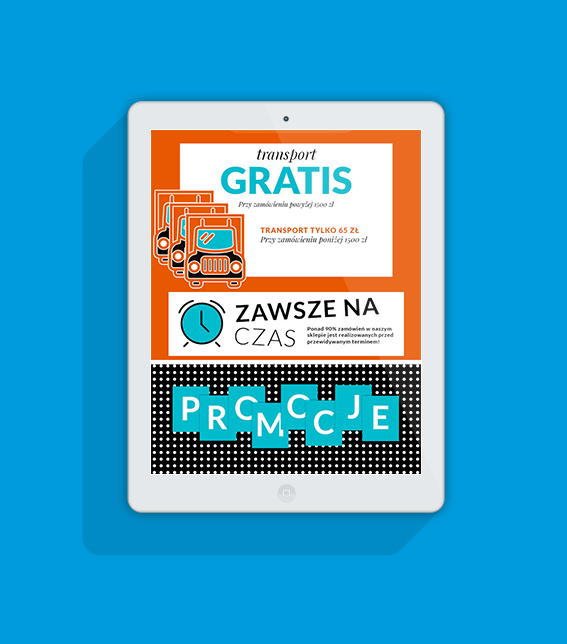 transport
GRATIS
Przy zamówieniu powyżej 1500 zł
TRANSPORT TYLKO 65 ZŁ
Przy zamówieniu poniżej 1500 zł
ZAWSZE NA
CZAS
Ponad 90% zamówień w naszym
sklepie jest realizowanych przed
przewidywanym terminem!
PROMOCJE